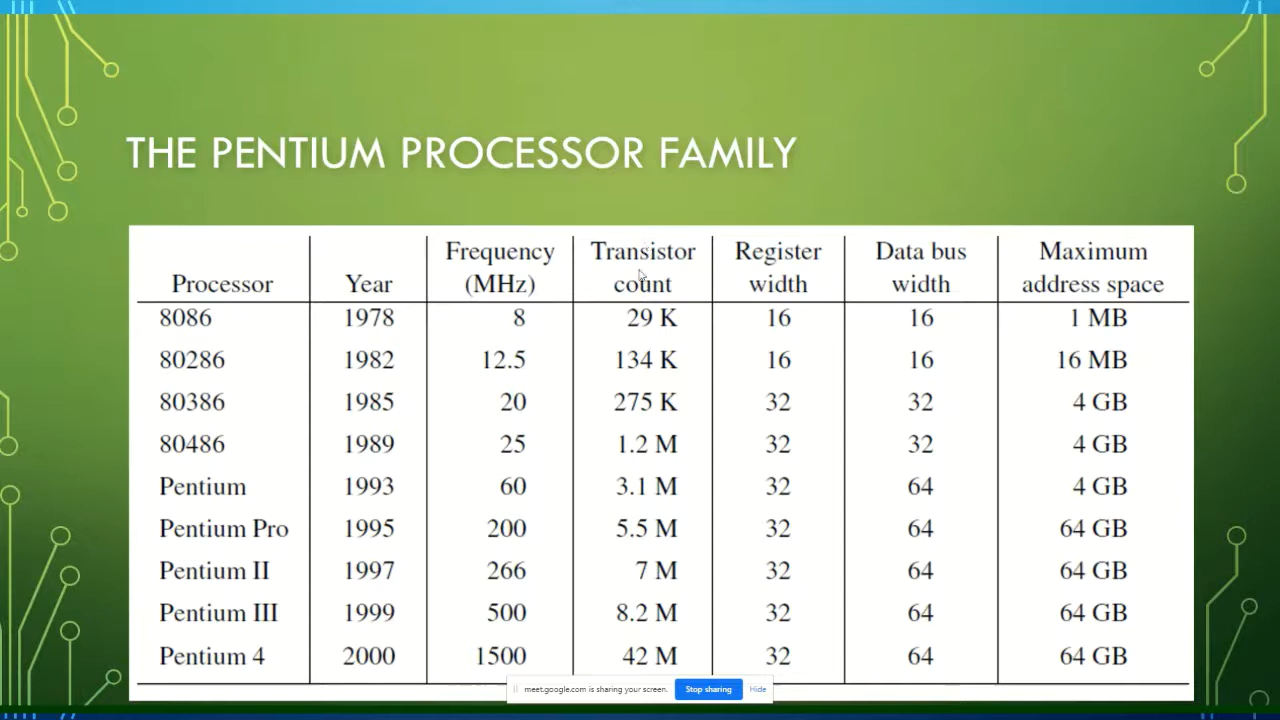 THE PENTIUM PROCESSOR FAMILY
Frequency Transistor Register Data bus Maximum
Processor Year (MHz) count width width address space
8086 1978 8 29 K 16 16 1 MB
80286 1982 12.5 134 K 16 16 16 MB
80386 1985 20 275 K 32 32 4 GB
80486 1989 25 1.2 M 32 32 4 GB
Pentium 1993 60 3.1 M 32 64 4 GB
Pentium Pro 1995 200 5.5 M 32 64 64 GB
Pentium II 1997 266 7 M 32 64 64 GB
Pentium III 1999 500 8.2 M 32 64 64 GB
Pentium 4 2000 1500 42 M 32 64 64 GB
meet.google.com is sharing your screen. Stop sharing Hide